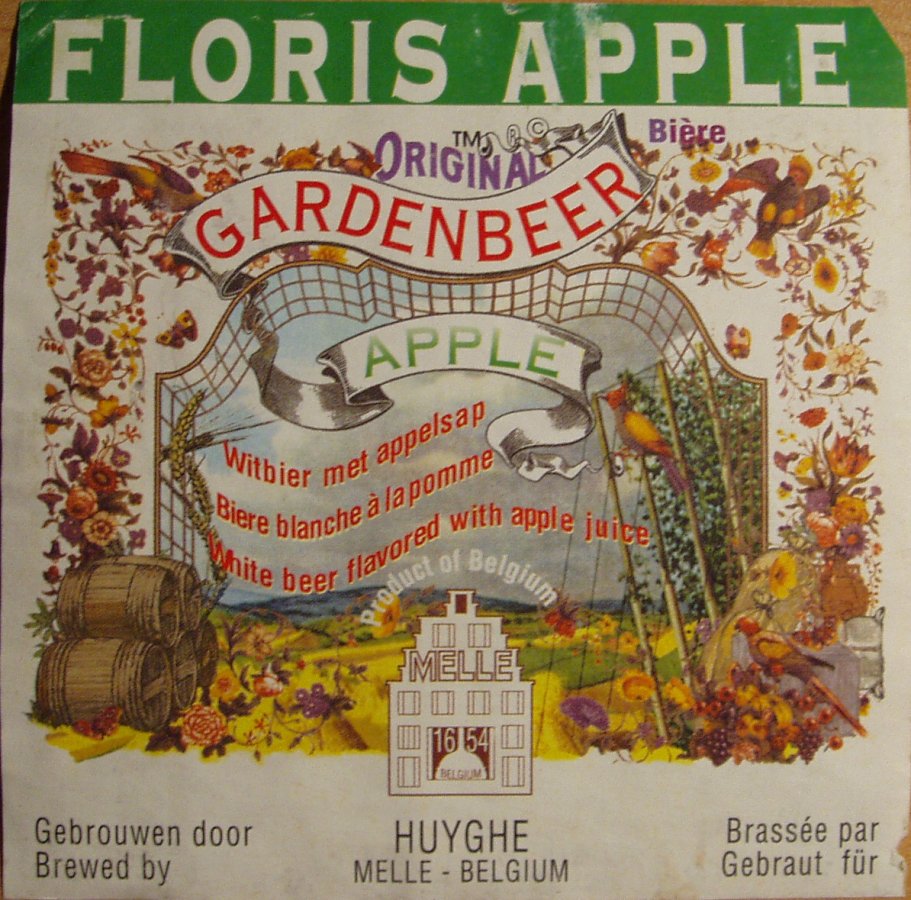 FLORIS APPLE
TM ® ©
ORIGINAL
Bière
GARDENBEER
APPLE
Witbier met appelsap
Biere blanche à la pomme
White beer flavored with apple juice
Product of Belgium
MELLE
16 54
BELGIUM
Gebrouwen door
Brewed by
HUYGHE
MELLE - BELGIUM
Brassée par
Gebraut für